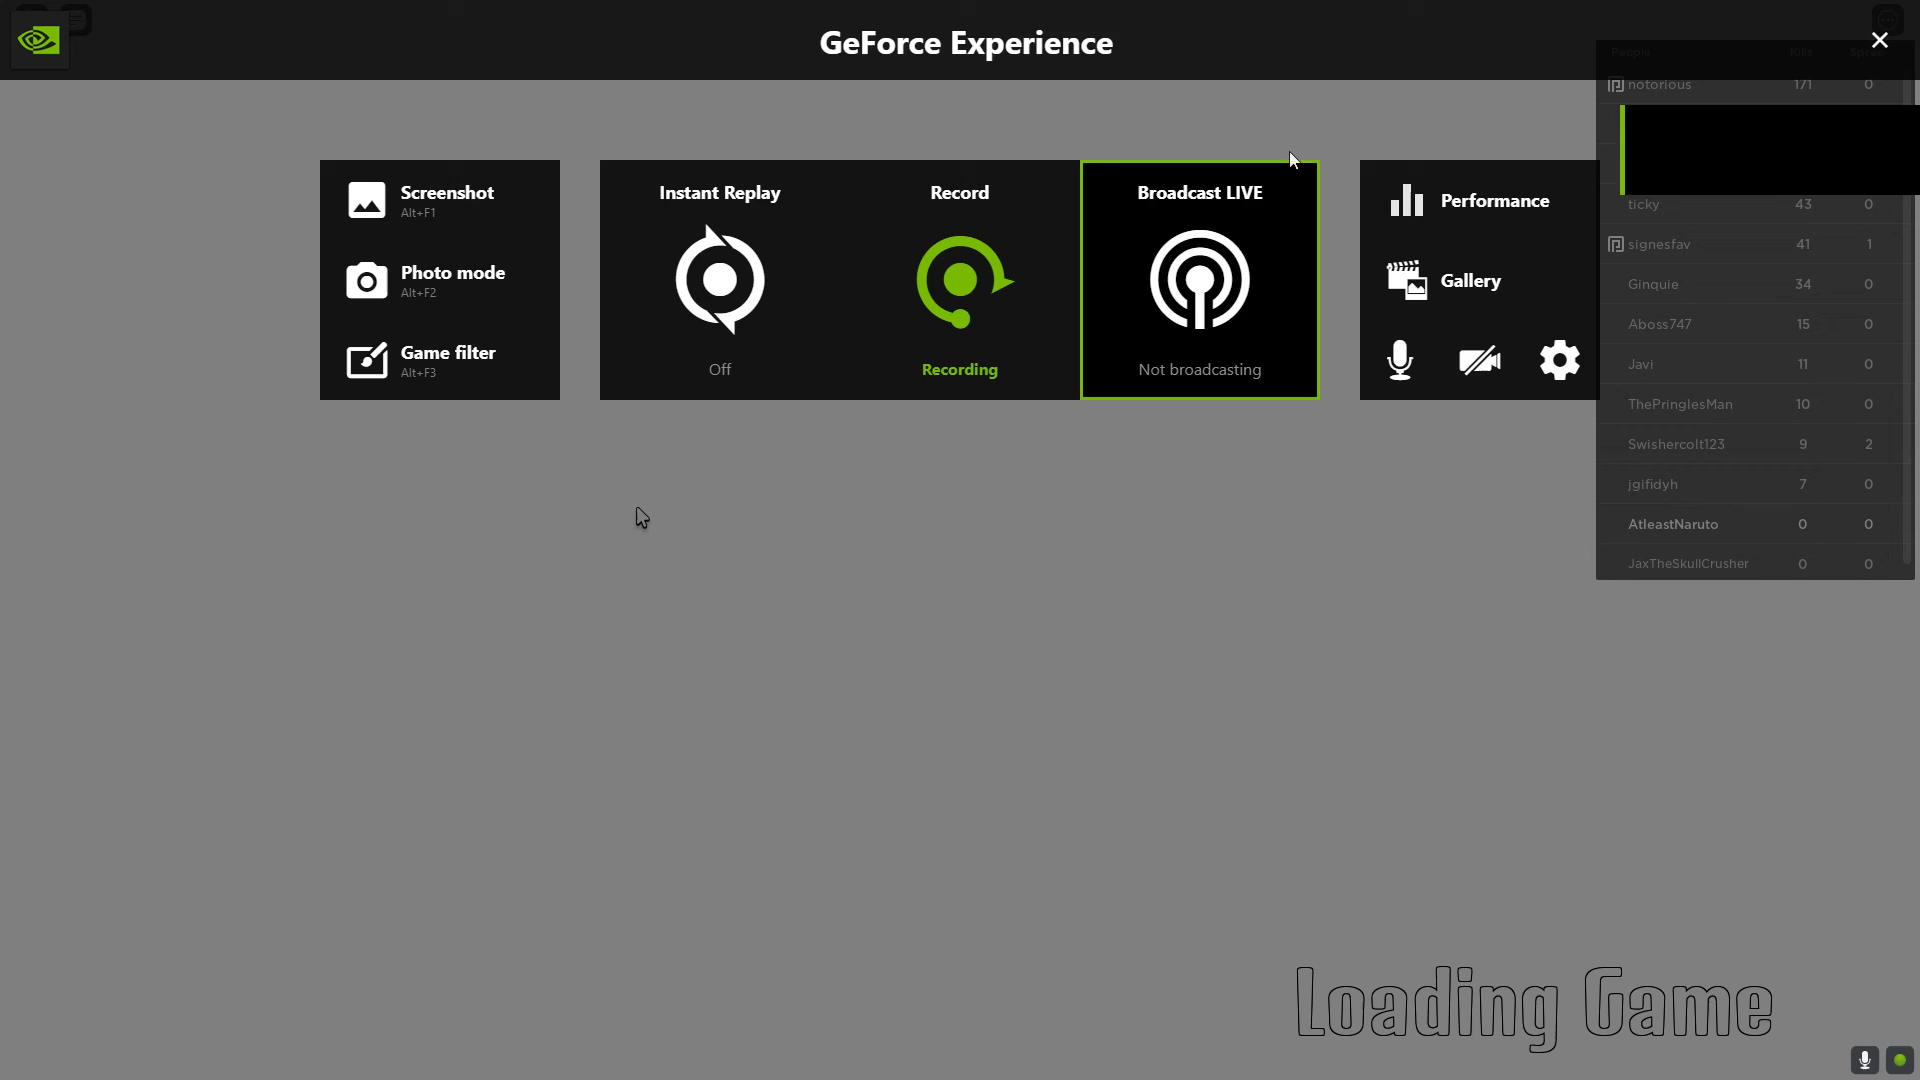 GeForce Experience
People Kills
notorious 171 0
Screenshot
Alt+F1
Photo mode
Alt+F2
Game filter
Alt+F3
Instant Replay
Off
Record
Recording
Broadcast LIVE
Not broadcasting
Performance
Gallery
ticky 43 0
signesfav 41 1
Ginquie 34 0
Aboss747 15 0
Javi 11 0
ThePringlesMan 10 0
Swishercolt123 9 2
jgifidyh 7 0
AtleastNaruto 0 0
JaxTheSkullCrusher 0 0
Loading Game